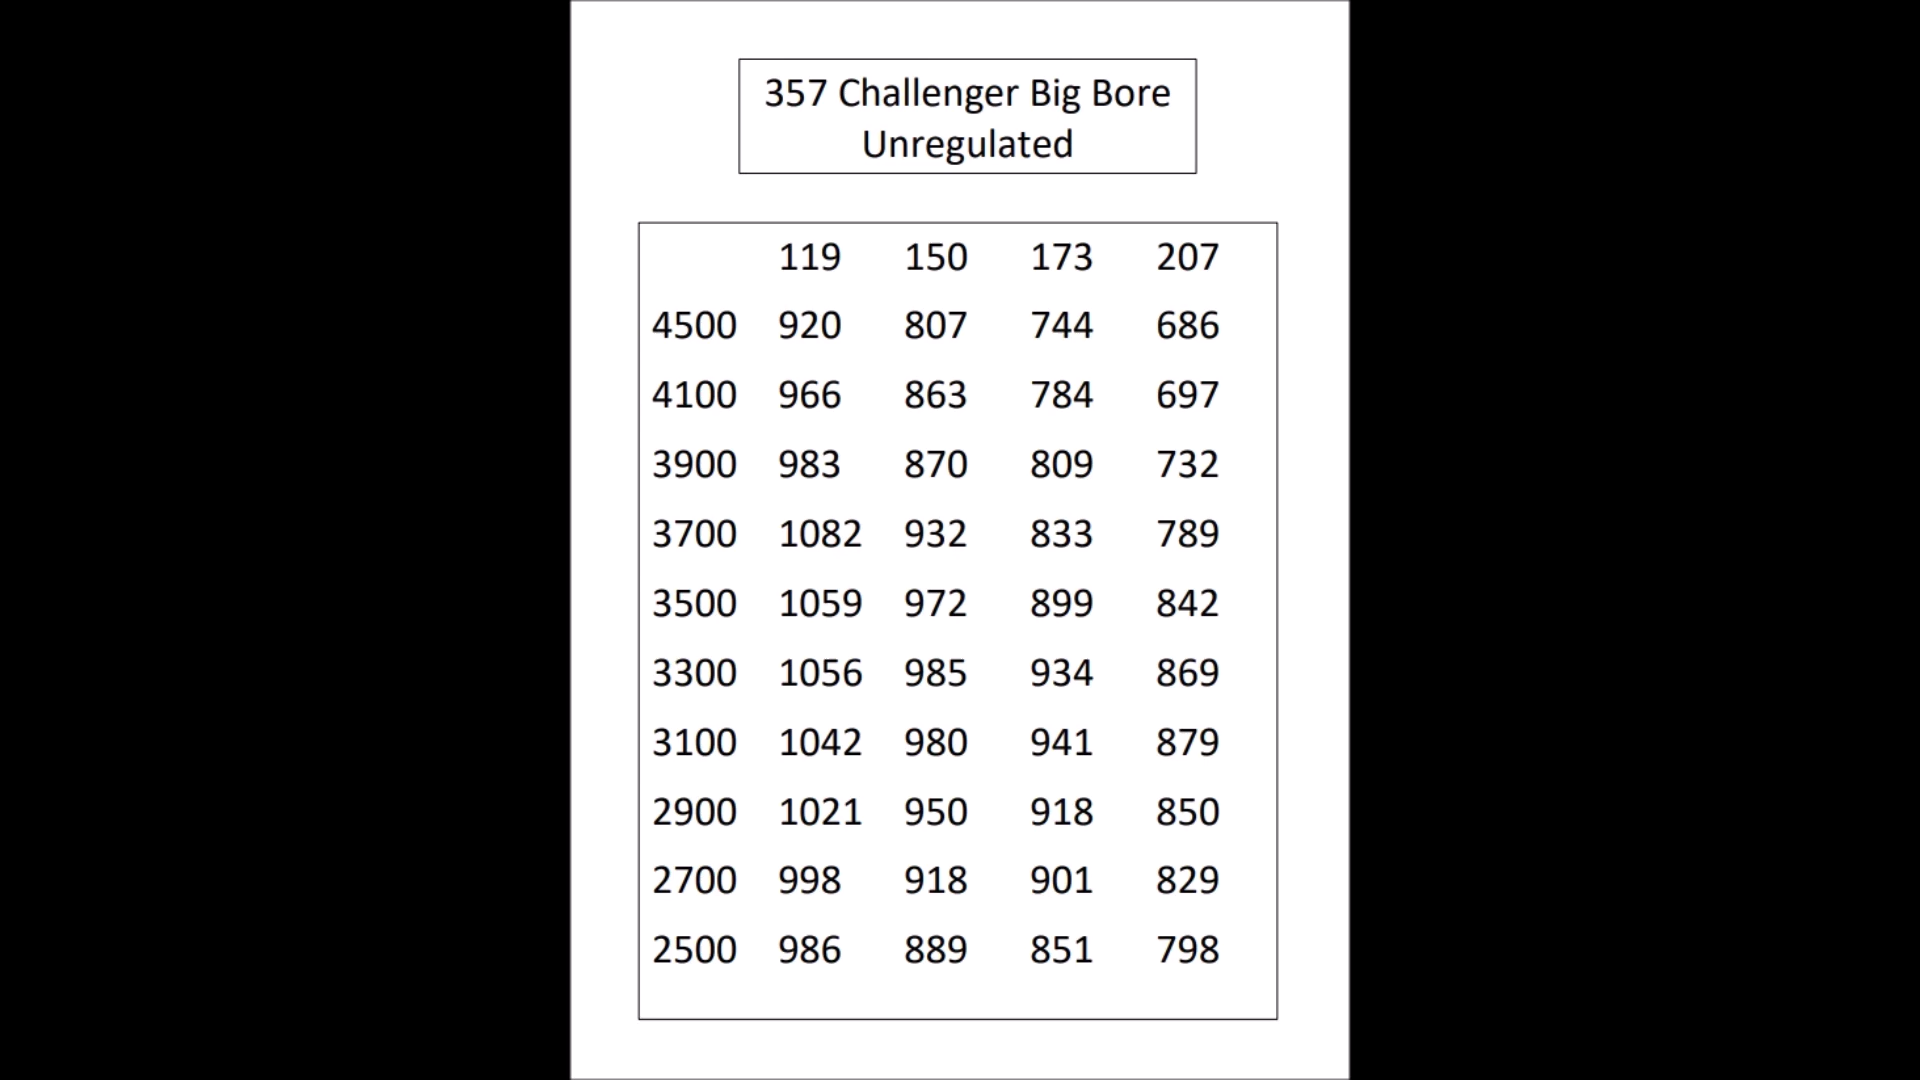 357 Challenger Big Bore
Unregulated
119 150 173 207
4500 920 807 744 686
4100 966 863 784 697
3900 983 870 809 732
3700 1082 932 833 789
3500 1059 972 899 842
3300 1056 985 934 869
3100 1042 980 941 879
2900 1021 950 918 850
2700 998 918 901 829
2500 986 889 851 798